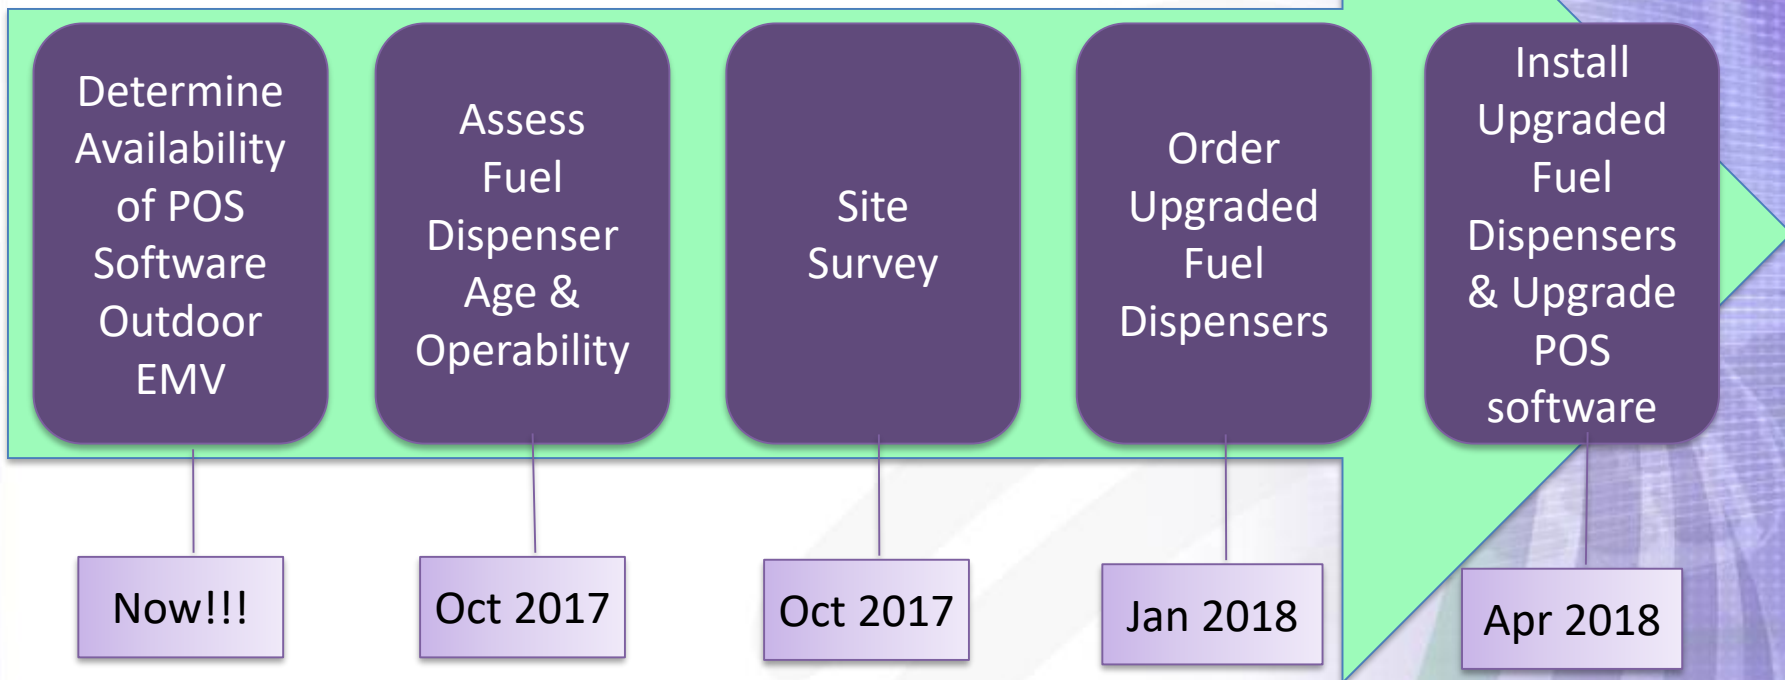 Determine
Availability
of POS
Software
Outdoor
EMV
Assess
Fuel
Dispenser
Age &
Operability
Site
Survey
Order
Upgraded
Fuel
Dispensers
Install
Upgraded
Fuel
Dispensers
& Upgrade
POS
software
Now!!!
Oct 2017
Oct 2017
Jan 2018
Apr 2018